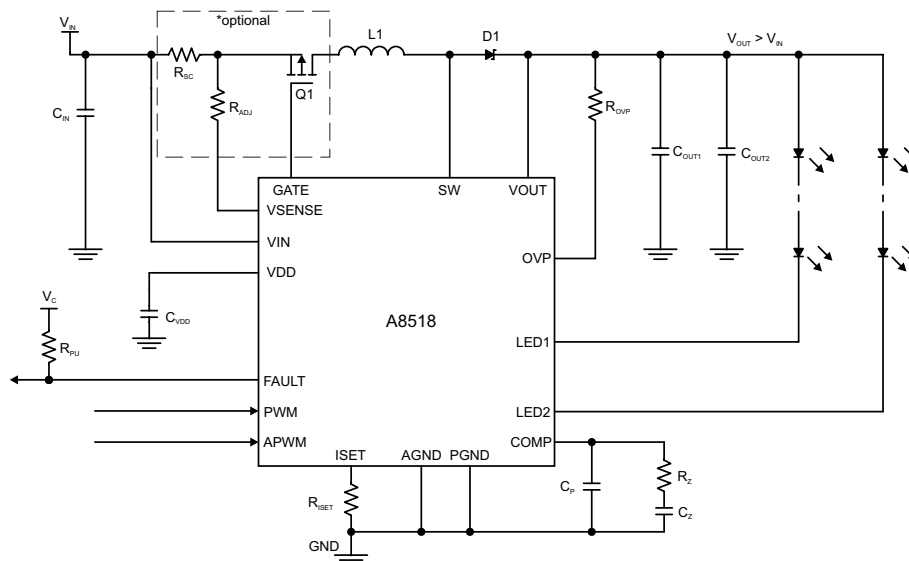 V_IN
*optional
L1
D1
V_OUT > V_IN
R_SC
Q1
C_IN
R_ADJ
R_OVP
C_OUT1
C_OUT2
GATE
SW
VOUT
VSENSE
VIN
OVP
VDD
V_C
C_VDD
A8518
R_PU
LED1
FAULT
PWM
LED2
APWM
COMP
ISET
AGND
PGND
R_ISET
C_P
R_Z
C_Z
GND